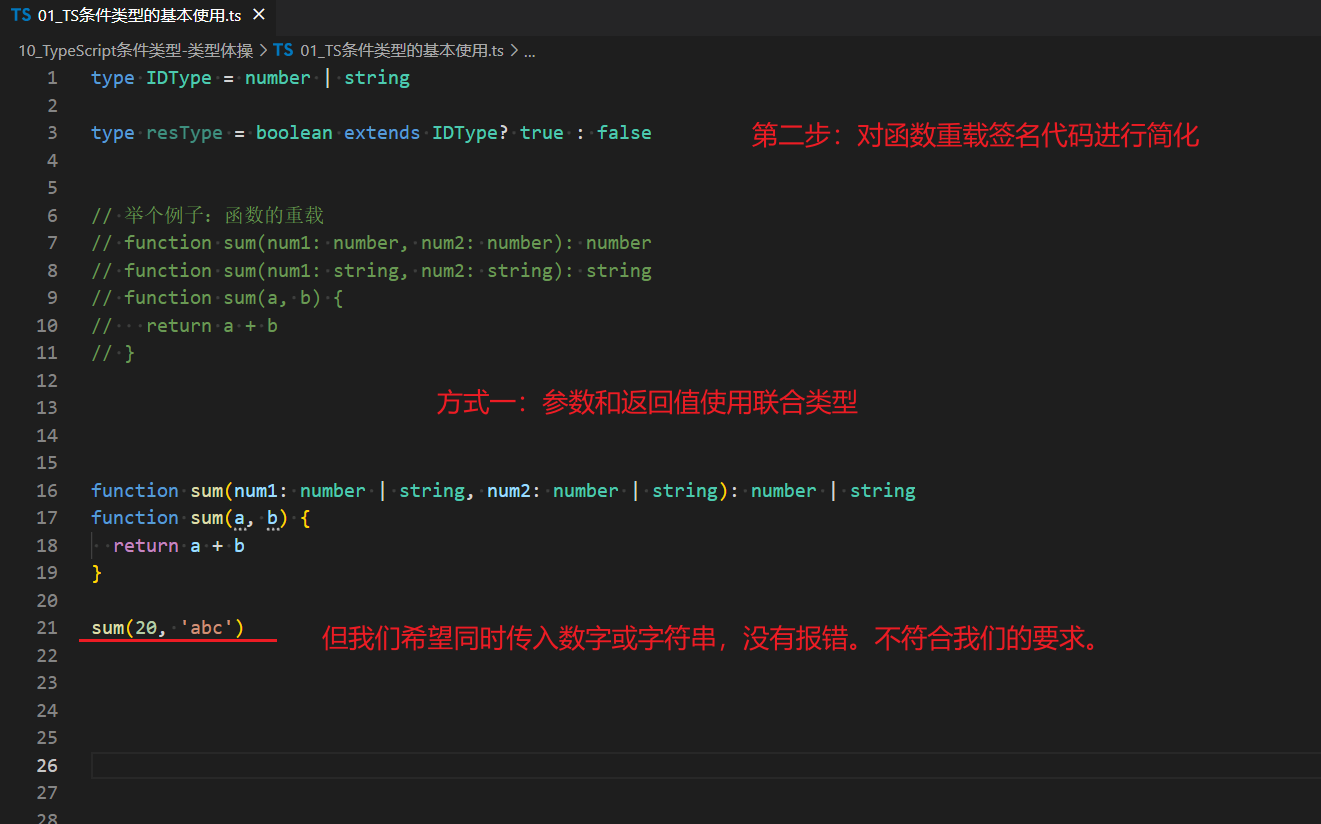 TS 01_TS条件类型的基本使用.ts ×
10_TypeScript条件类型-类型体操 > TS 01_TS条件类型的基本使用.ts > ...
1 type IDType = number | string
2
3 type resType = boolean extends IDType? true : false
第二步：对函数重载签名代码进行简化
4
5
6 // 举个例子：函数的重载
7 // function sum(num1: number, num2: number): number
8 // function sum(num1: string, num2: string): string
9 // function sum(a, b) {
10 //   return a + b
11 // }
12
13
方式一：参数和返回值使用联合类型
14
15
16 function sum(num1: number | string, num2: number | string): number | string
17 function sum(a, b) {
18   return a + b
19 }
20
21 sum(20, 'abc')
但我们希望同时传入数字或字符串，没有报错。不符合我们的要求。
22
23
24
25
26
27
28